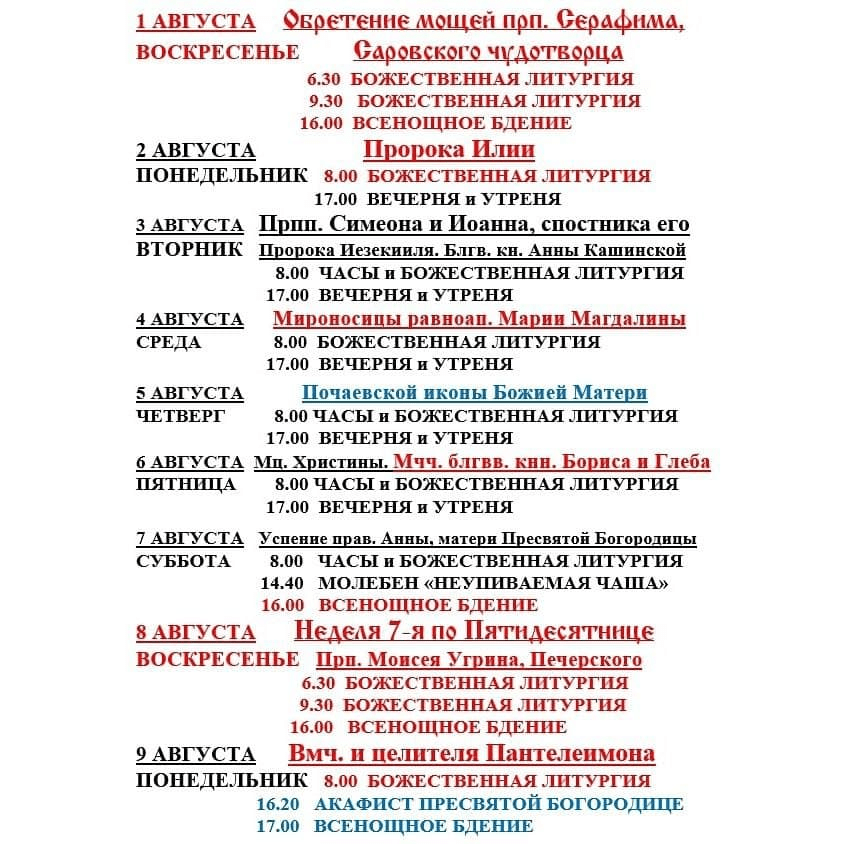 1 АВГУСТА Обретение мощей прп. Серафима,
ВОСКРЕСЕНЬЕ Саровского чудотворца
6.30 БОЖЕСТВЕННАЯ ЛИТУРГИЯ
9.30 БОЖЕСТВЕННАЯ ЛИТУРГИЯ
16.00 ВСЕНОЩНОЕ БДЕНИЕ
2 АВГУСТА Пророка Илии
ПОНЕДЕЛЬНИК 8.00 БОЖЕСТВЕННАЯ ЛИТУРГИЯ
17.00 ВЕЧЕРНЯ и УТРЕНЯ
3 АВГУСТА Прпп. Симеона и Иоанна, спостника его
ВТОРНИК Пророка Иезекииля. Блгв. кн. Анны Кашинской
8.00 ЧАСЫ и БОЖЕСТВЕННАЯ ЛИТУРГИЯ
17.00 ВЕЧЕРНЯ и УТРЕНЯ
4 АВГУСТА Мироносицы равноап. Марии Магдалины
СРЕДА 8.00 БОЖЕСТВЕННАЯ ЛИТУРГИЯ
17.00 ВЕЧЕРНЯ и УТРЕНЯ
5 АВГУСТА Почаевской иконы Божией Матери
ЧЕТВЕРГ 8.00 ЧАСЫ и БОЖЕСТВЕННАЯ ЛИТУРГИЯ
17.00 ВЕЧЕРНЯ и УТРЕНЯ
6 АВГУСТА Мц. Христины. Мчч. блгвв. кнн. Бориса и Глеба
ПЯТНИЦА 8.00 ЧАСЫ и БОЖЕСТВЕННАЯ ЛИТУРГИЯ
17.00 ВЕЧЕРНЯ и УТРЕНЯ
7 АВГУСТА Успение прав. Анны, матери Пресвятой Богородицы
СУББОТА 8.00 ЧАСЫ и БОЖЕСТВЕННАЯ ЛИТУРГИЯ
14.40 МОЛЕБЕН «НЕУПИВАЕМАЯ ЧАША»
16.00 ВСЕНОЩНОЕ БДЕНИЕ
8 АВГУСТА Неделя 7-я по Пятидесятнице
ВОСКРЕСЕНЬЕ Прп. Моисея Угрина, Печерского
6.30 БОЖЕСТВЕННАЯ ЛИТУРГИЯ
9.30 БОЖЕСТВЕННАЯ ЛИТУРГИЯ
16.00 ВСЕНОЩНОЕ БДЕНИЕ
9 АВГУСТА Вмч. и целителя Пантелеимона
ПОНЕДЕЛЬНИК 8.00 БОЖЕСТВЕННАЯ ЛИТУРГИЯ
16.20 АКАФИСТ ПРЕСВЯТОЙ БОГОРОДИЦЕ
17.00 ВСЕНОЩНОЕ БДЕНИЕ